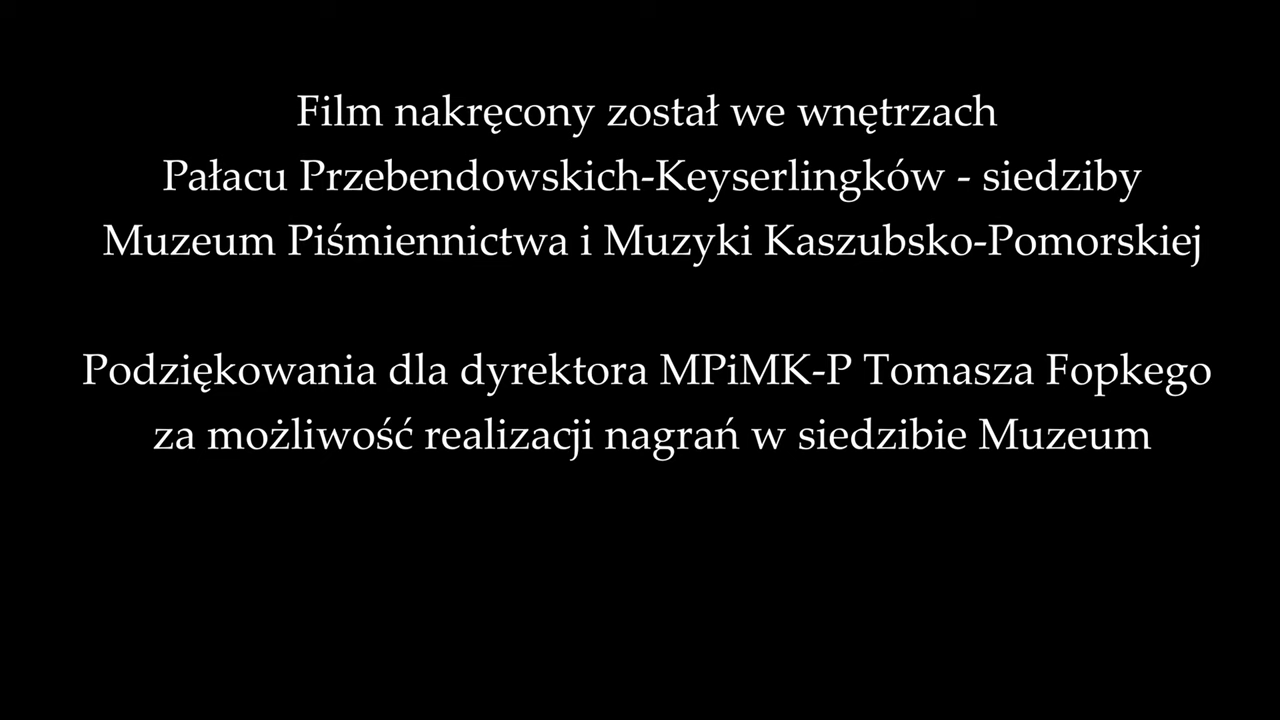 Film nakręcony został we wnętrzach
Pałacu Przebendowskich-Keyserlingków - siedziby
Muzeum Piśmiennictwa i Muzyki Kaszubsko-Pomorskiej
Podziękowania dla dyrektora MPiMK-P Tomasza Fopkego
za możliwość realizacji nagrań w siedzibie Muzeum